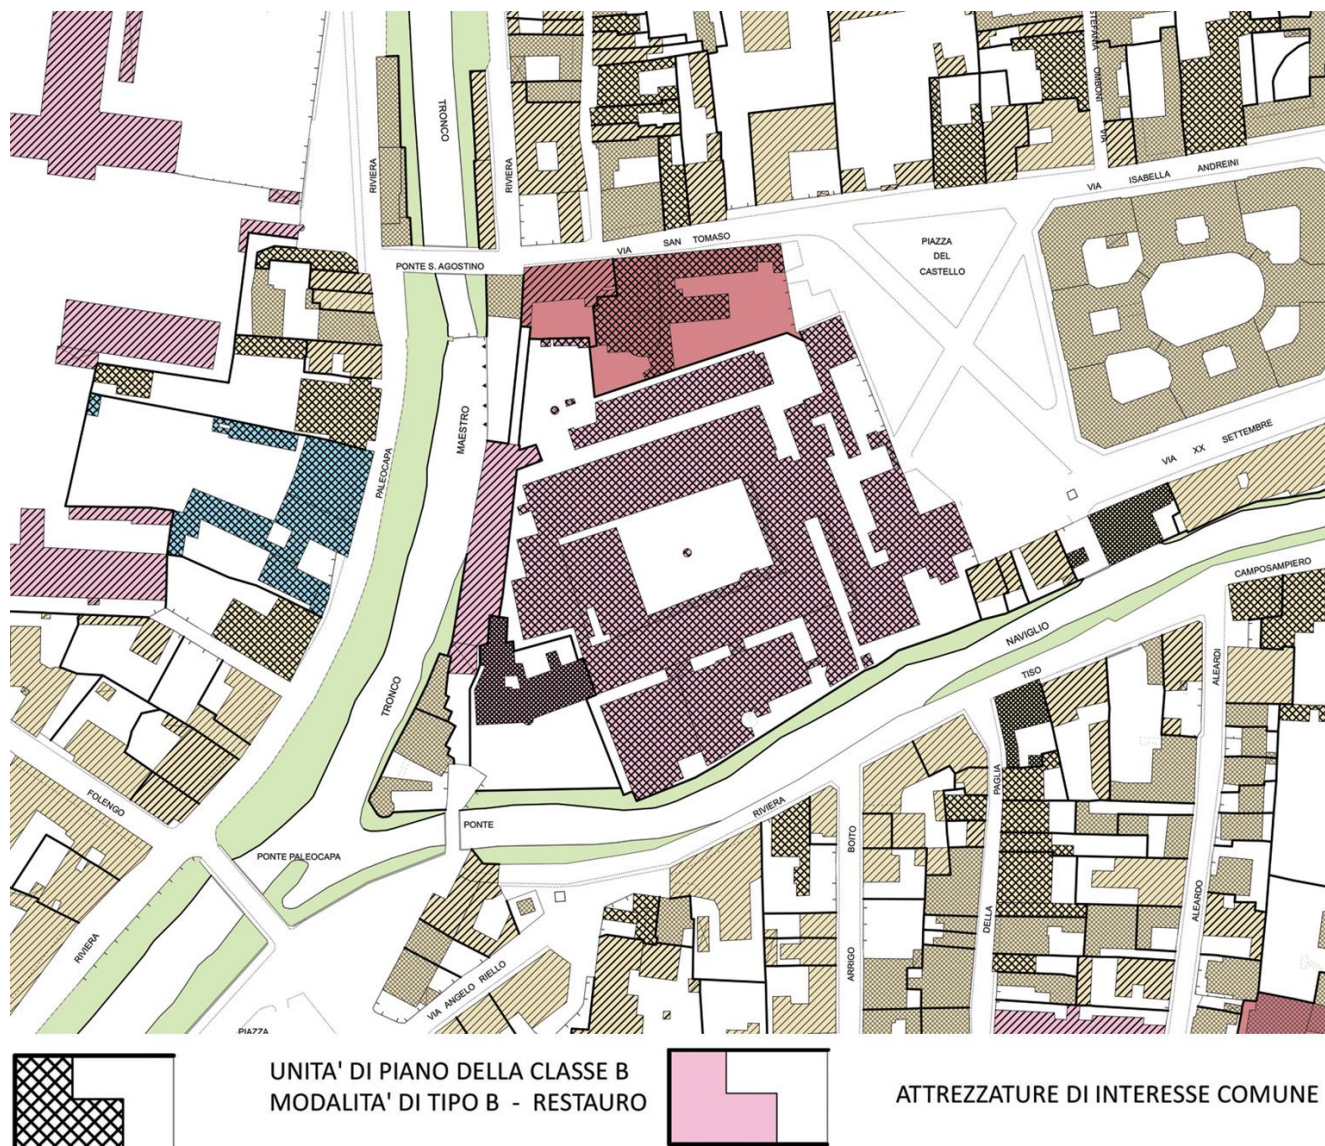 STEFANIA OMBONI
VIA
TRONCO
RIVIERA
RIVIERA
VIA ISABELLA ANDREINI
VIA SAN TOMASO
PIAZZA
DEL
CASTELLO
PONTE S. AGOSTINO
MAESTRO
PALEOCAPA
VIA XX SETTEMBRE
CAMPOSAMPIERO
NAVIGLIO
TISO
ALEARDI
TRONCO
PAGLIA
FOLENGO
RIVIERA
PONTE
BOITO
PONTE PALEOCAPA
ALEARDO
DELLA
RIVIERA
ARRIGO
VIA ANGELO RIELLO
PIAZZA
UNITA' DI PIANO DELLA CLASSE B
MODALITA' DI TIPO B - RESTAURO
ATTREZZATURE DI INTERESSE COMUNE